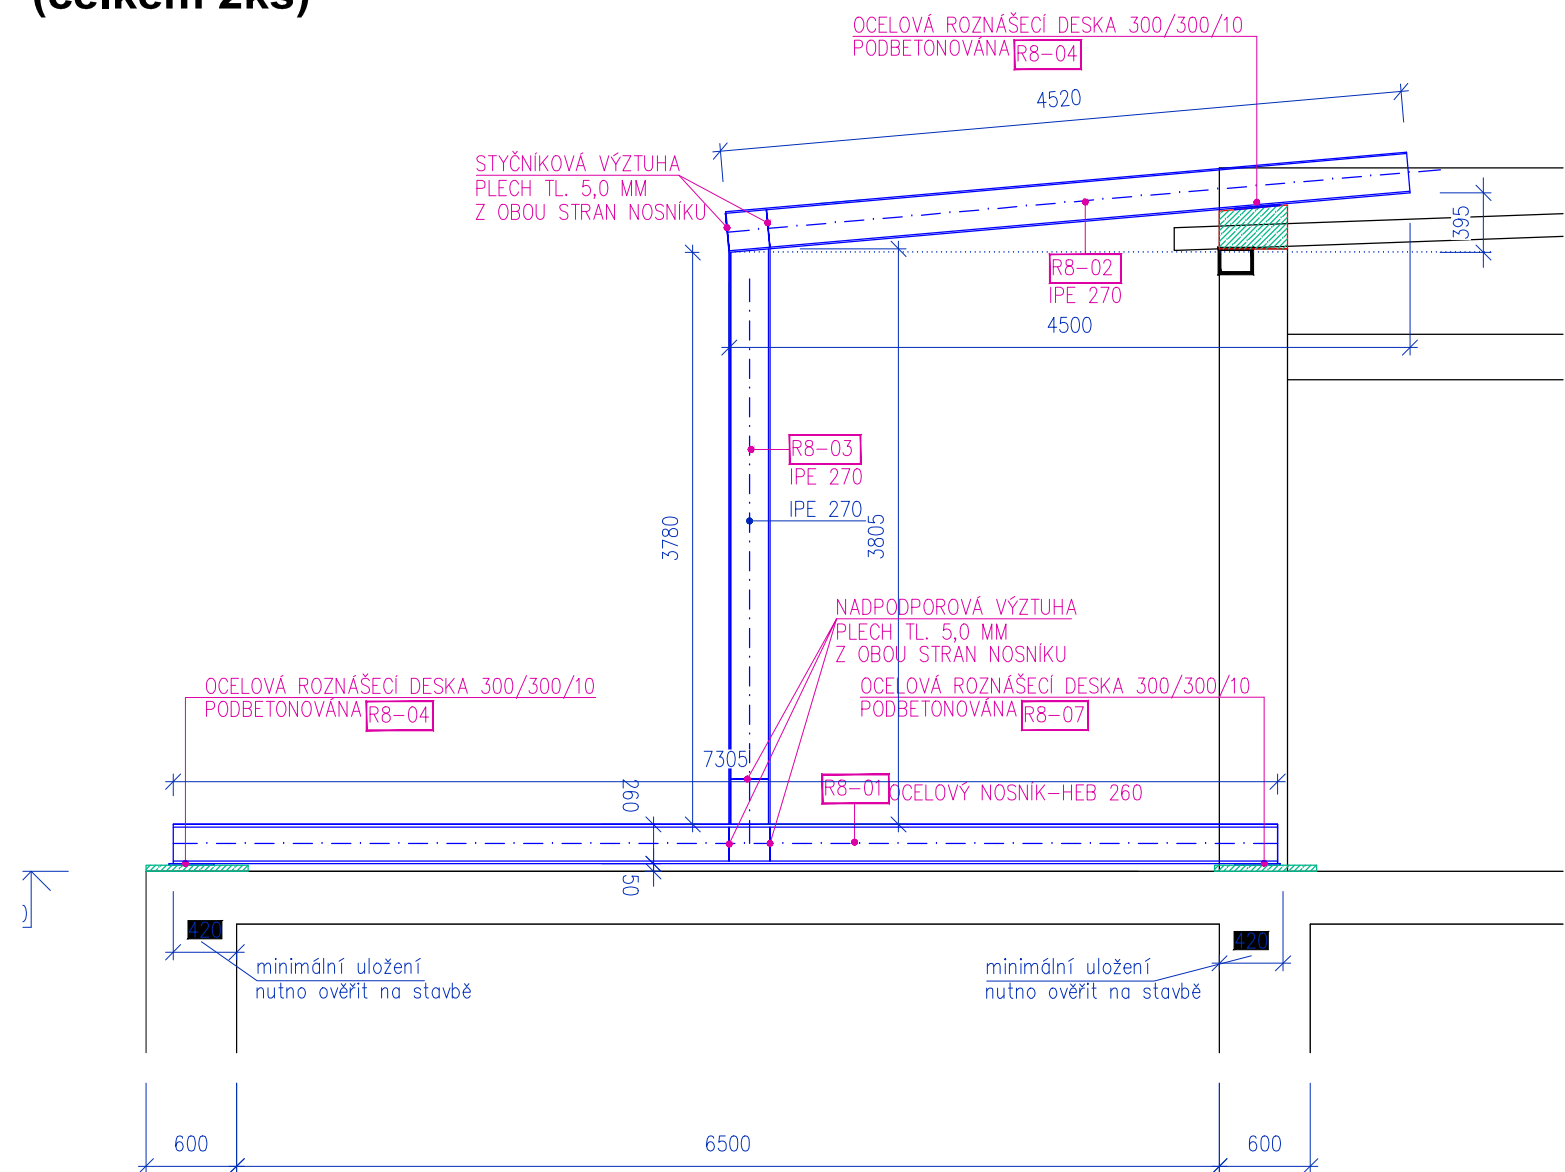 (celkem 2ks)
OCELOVÁ ROZNÁŠECÍ DESKA 300/300/10
PODBETONOVÁNA R8-04
4520
STYČNÍKOVÁ VÝZTUHA
PLECH TL. 5,0 MM
Z OBOU STRAN NOSNÍKU
395
R8-02
IPE 270
4500
R8-03
IPE 270
IPE 270
3780
3805
NADPODPOROVÁ VÝZTUHA
PLECH TL. 5,0 MM
Z OBOU STRAN NOSNÍKU
OCELOVÁ ROZNÁŠECÍ DESKA 300/300/10
PODBETONOVÁNA R8-04
OCELOVÁ ROZNÁŠECÍ DESKA 300/300/10
PODBETONOVÁNA R8-07
7305
260
R8-01 OCELOVÝ NOSNÍK-HEB 260
50
420
420
minimální uložení
nutno ověřit na stavbě
minimální uložení
nutno ověřit na stavbě
600
6500
600